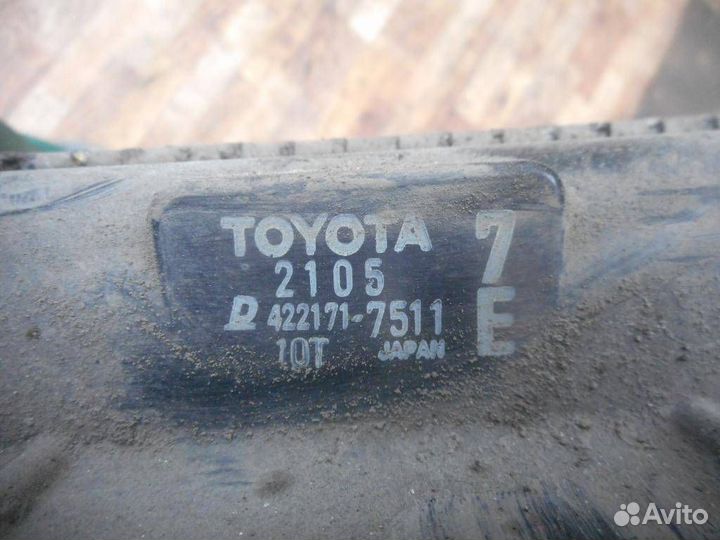 TOYOTA
2105
D 422171-7511
10T JAPAN
7
E
Avito